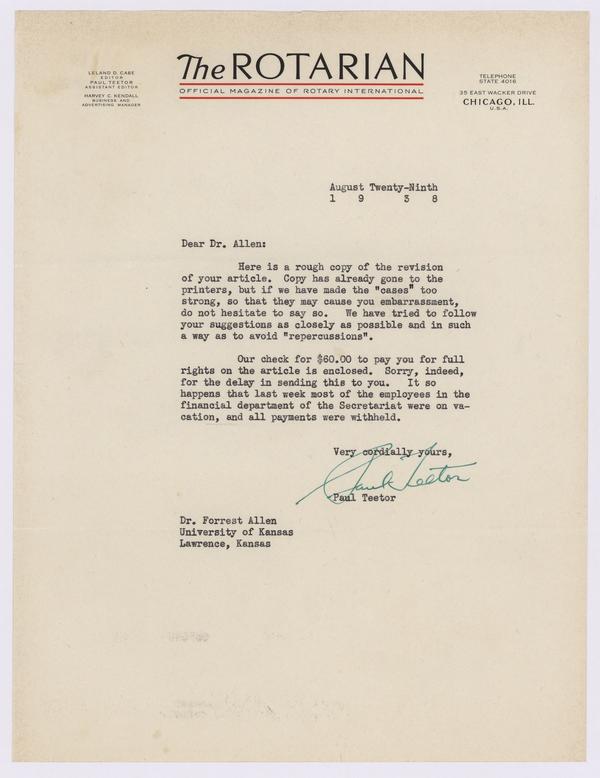 LELAND D. CASE
EDITOR
PAUL TEETOR
ASSISTANT EDITOR
HARVEY C. KENDALL
BUSINESS AND
ADVERTISING MANAGER
The ROTARIAN
OFFICIAL MAGAZINE OF ROTARY INTERNATIONAL
TELEPHONE
STATE 4016
35 EAST WACKER DRIVE
CHICAGO, ILL.
U.S.A.
August Twenty-Ninth
1 9 3 8
Dear Dr. Allen:
Here is a rough copy of the revision
of your article. Copy has already gone to the
printers, but if we have made the "cases" too
strong, so that they may cause you embarrassment,
do not hesitate to say so. We have tried to follow
your suggestions as closely as possible and in such
a way as to avoid "repercussions".
Our check for $60.00 to pay you for full
rights on the article is enclosed. Sorry, indeed,
for the delay in sending this to you. It so
happens that last week most of the employees in the
financial department of the Secretariat were on va-
cation, and all payments were withheld.
Very cordially yours,
Paul Teetor
Paul Teetor
Dr. Forrest Allen
University of Kansas
Lawrence, Kansas